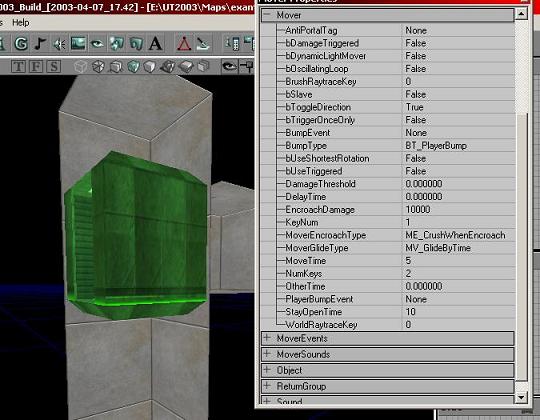 003_Build_[2003-04-07_17.42] - [E:\UT2003\Maps\exam
s Help
Mover Properties
T F S
Mover
AntiPortalTag None
bDamageTriggered False
bDynamicLightMover False
bOscillatingLoop False
BrushRaytraceKey 0
bSlave False
bToggleDirection True
bTriggerOnceOnly False
BumpEvent None
BumpType BT_PlayerBump
bUseShortestRotation False
bUseTriggered False
DamageThreshold 0.000000
DelayTime 0.000000
EncroachDamage 10000
KeyNum 1
MoverEncroachType ME_CrushWhenEncroach
MoverGlideType MV_GlideByTime
MoveTime 5
NumKeys 2
OtherTime 0.000000
PlayerBumpEvent None
StayOpenTime 10
WorldRaytraceKey 0
MoverEvents
MoverSounds
Object
ReturnGroup
Sound